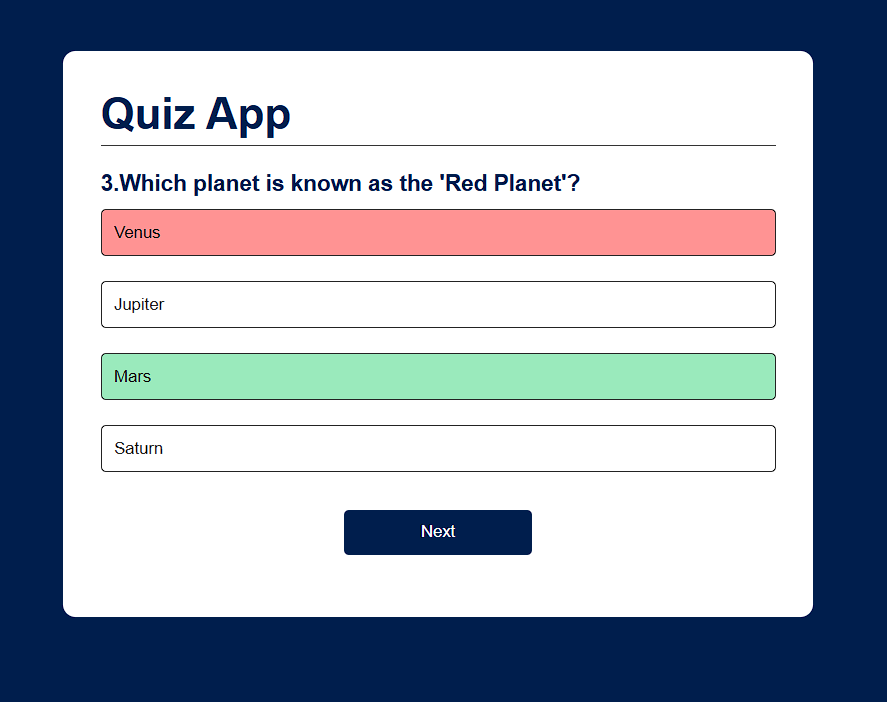 Quiz App
3.Which planet is known as the 'Red Planet'?
Venus
Jupiter
Mars
Saturn
Next